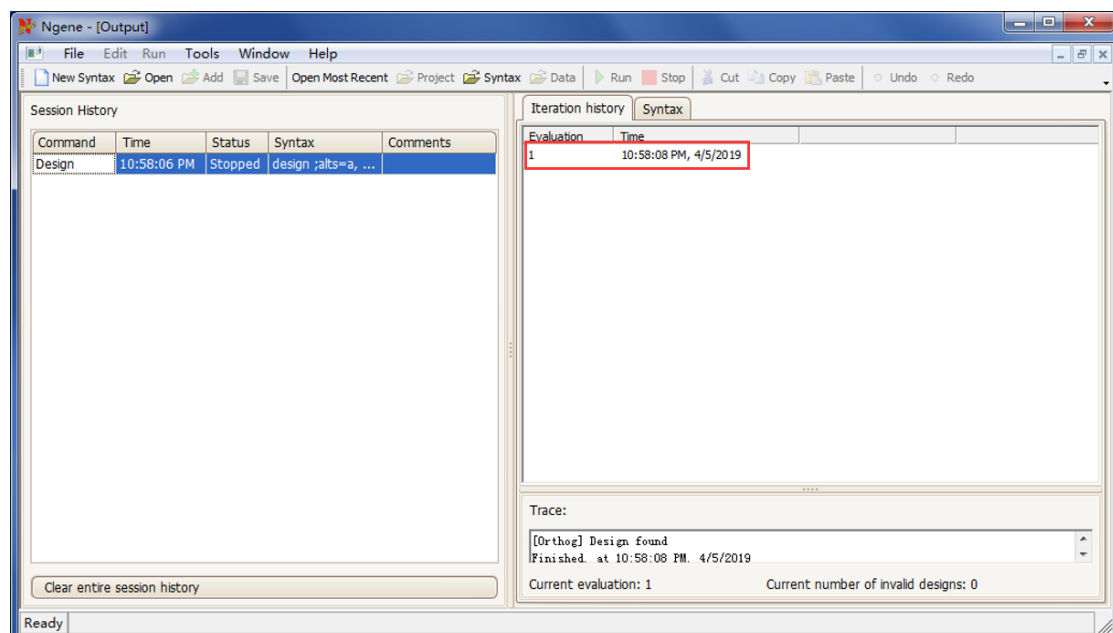 Ngene - [Output]
File Edit Run Tools Window Help
New Syntax Open Add Save Open Most Recent Project Syntax Data Run Stop Cut Copy Paste Undo Redo
Session History
Command Time Status Syntax Comments
Design 10:58:06 PM Stopped design ;alts=a, ...
Clear entire session history
Iteration history Syntax
Evaluation Time
1 10:58:08 PM, 4/5/2019
Trace:
[Orthog] Design found
Finished. at 10:58:08 PM. 4/5/2019
Current evaluation: 1 Current number of invalid designs: 0
Ready